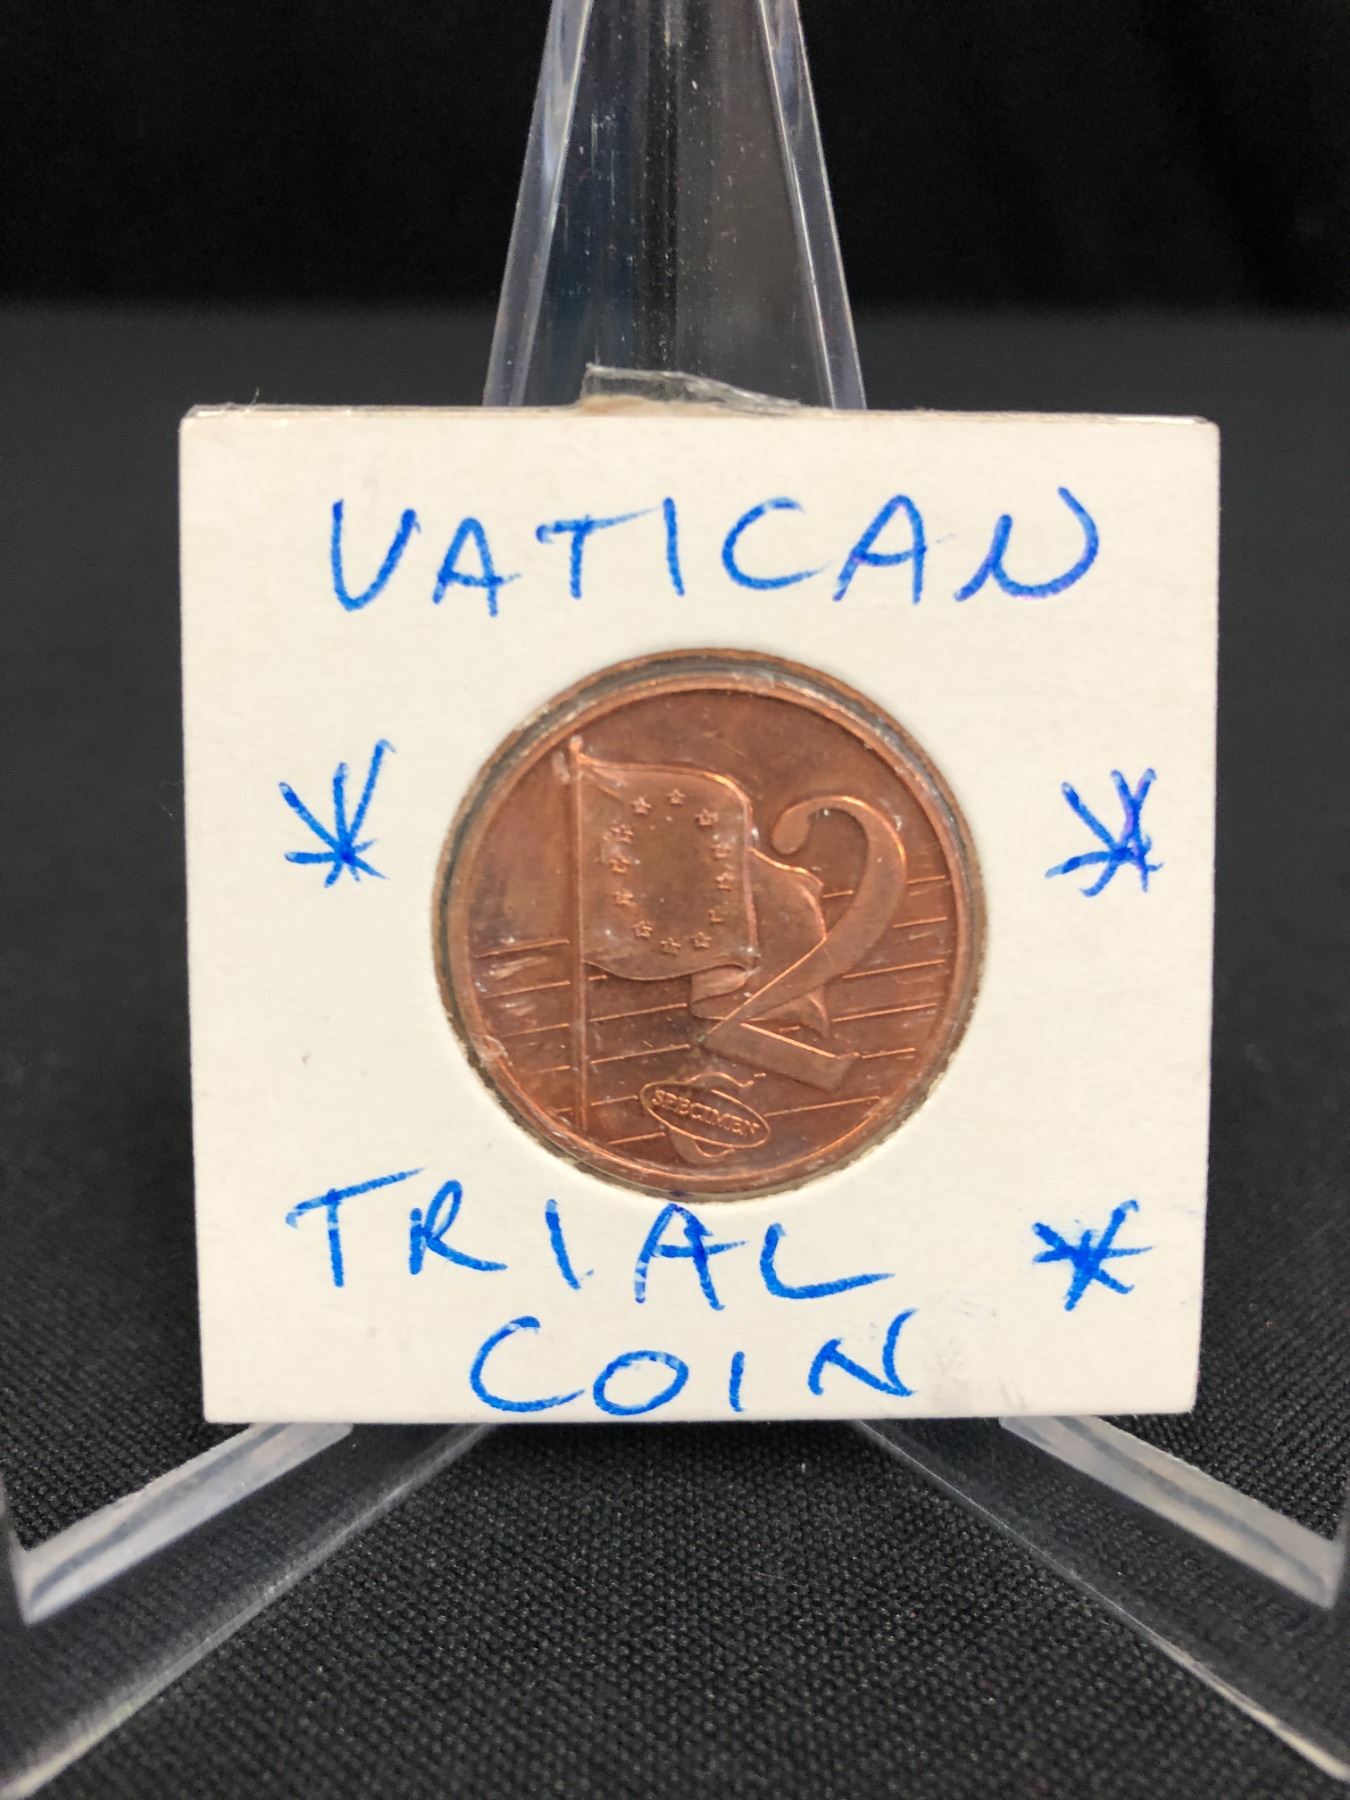 VATICAN
* *
2
SPECIMEN
TRIAL *
COIN